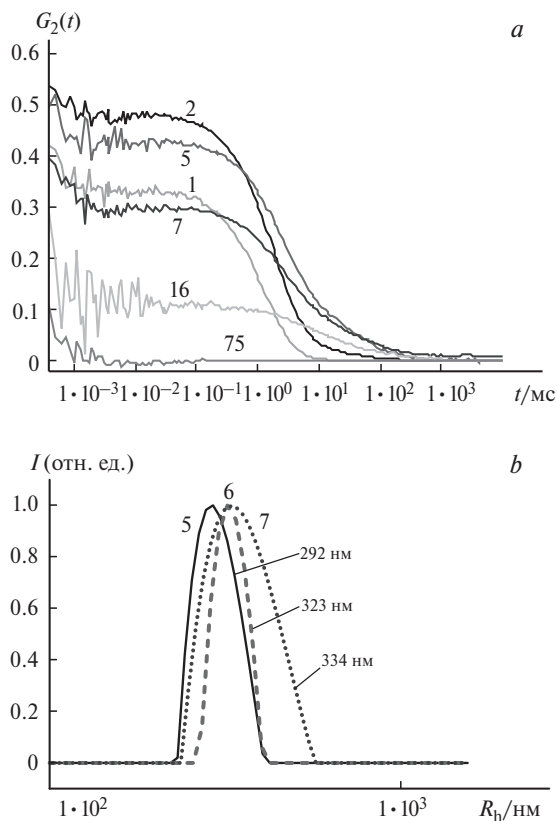 G₂(t)
a
0.6
0.5
0.4
0.3
0.2
0.1
0
2
5
1
7
16
75
1•10⁻³ 1•10⁻² 1•10⁻¹ 1•10⁰ 1•10¹ 1•10² 1•10³
t/мс
I (отн. ед.)
b
1.0
0.8
0.6
0.4
0.2
0
5 6 7
292 нм
323 нм
334 нм
1•10² 1•10³ Rₕ/нм